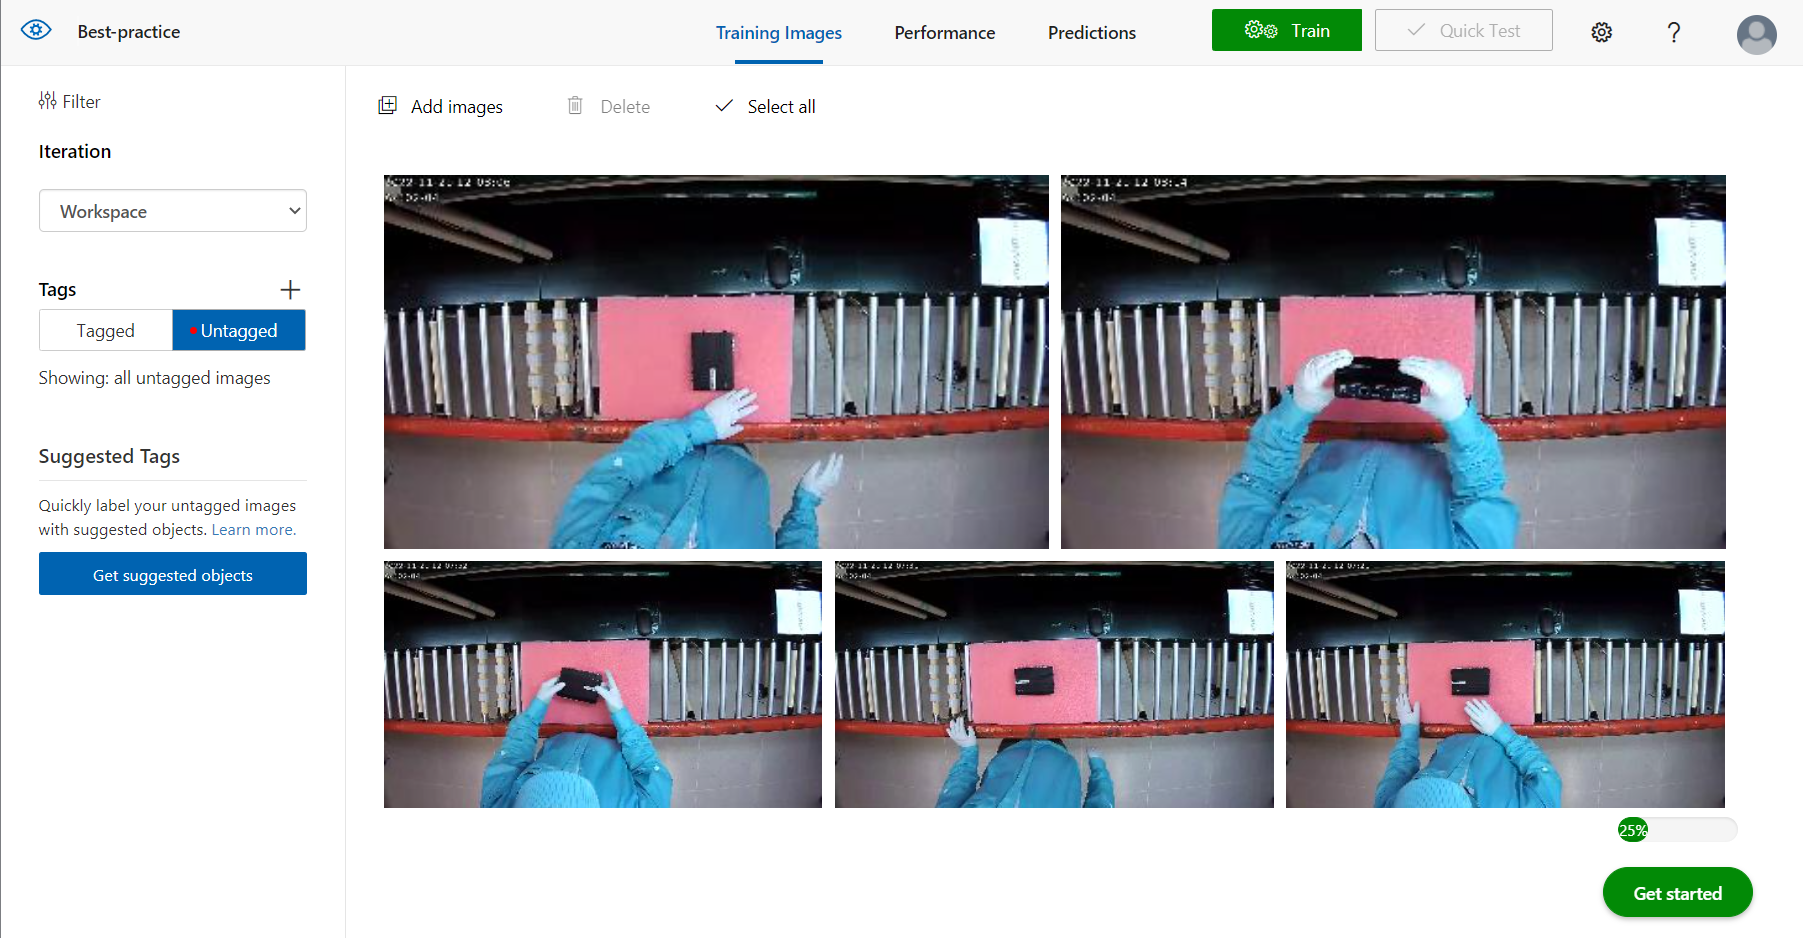 Best-practice
Training Images
Performance
Predictions
Train
Quick Test
?
Filter
Add images
Delete
Select all
Iteration
Workspace
Tags
Tagged
Untagged
Showing: all untagged images
Suggested Tags
Quickly label your untagged images
with suggested objects. Learn more.
Get suggested objects
25%
Get started